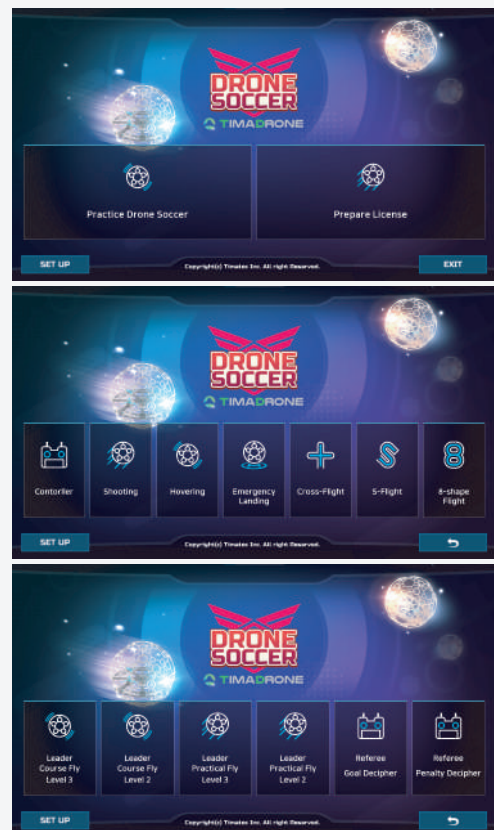 DRONE
SOCCER
TIMADRONE
Practice Drone Soccer
Prepare License
SET UP
Copyright(c) Timatec Inc. All right Reserved.
EXIT
DRONE
SOCCER
TIMADRONE
Contorller
Shooting
Hovering
Emergency
Landing
Cross-Flight
S-Flight
8-shape
Flight
SET UP
Copyright(c) Timatec Inc. All right Reserved.
DRONE
SOCCER
TIMADRONE
Leader
Course Fly
Level 3
Leader
Course Fly
Level 2
Leader
Practical Fly
Level 3
Leader
Practical Fly
Level 2
Referee
Goal Decipher
Referee
Penalty Decipher
SET UP
Copyright(c) Timatec Inc. All right Reserved.